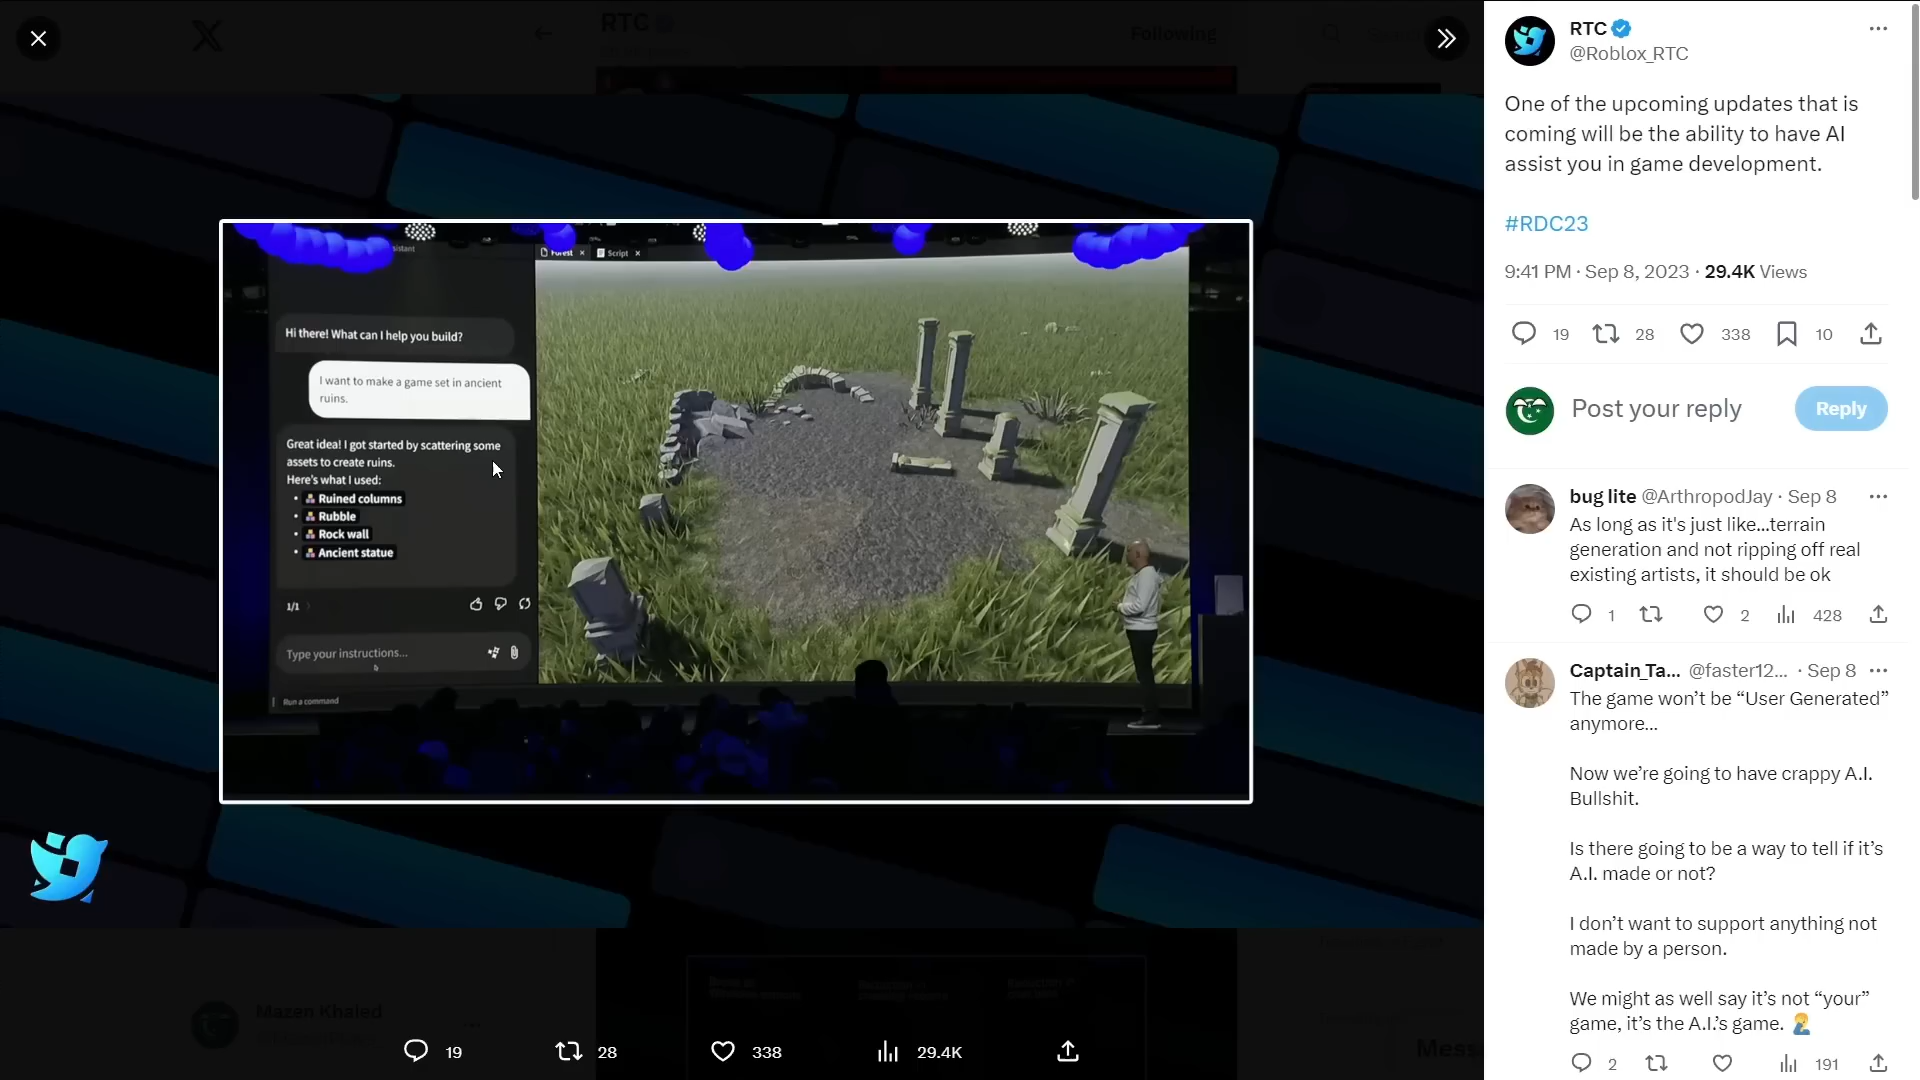 RTC
Following
Forest
Script
Hi there! What can I help you build?
I want to make a game set in ancient
ruins.
Great idea! I got started by scattering some
assets to create ruins.
Here's what I used:
• Ruined columns
• Rubble
• Rock wall
• Ancient statue
1/1
Type your instructions...
Run a command
Mazen Khaled
19
28
338
29.4K
RTC
@Roblox_RTC
One of the upcoming updates that is
coming will be the ability to have AI
assist you in game development.
#RDC23
9:41 PM · Sep 8, 2023 · 29.4K Views
19 28 338 10
Post your reply
Reply
bug lite @ArthropodJay · Sep 8
As long as it's just like...terrain
generation and not ripping off real
existing artists, it should be ok
1 2 428
Captain_Ta... @faster12... · Sep 8
The game won’t be “User Generated”
anymore...
Now we’re going to have crappy A.I.
Bullshit.
Is there going to be a way to tell if it’s
A.I. made or not?
I don’t want to support anything not
made by a person.
We might as well say it’s not “your”
game, it’s the A.I.’s game. 🤦‍♂️
2 191